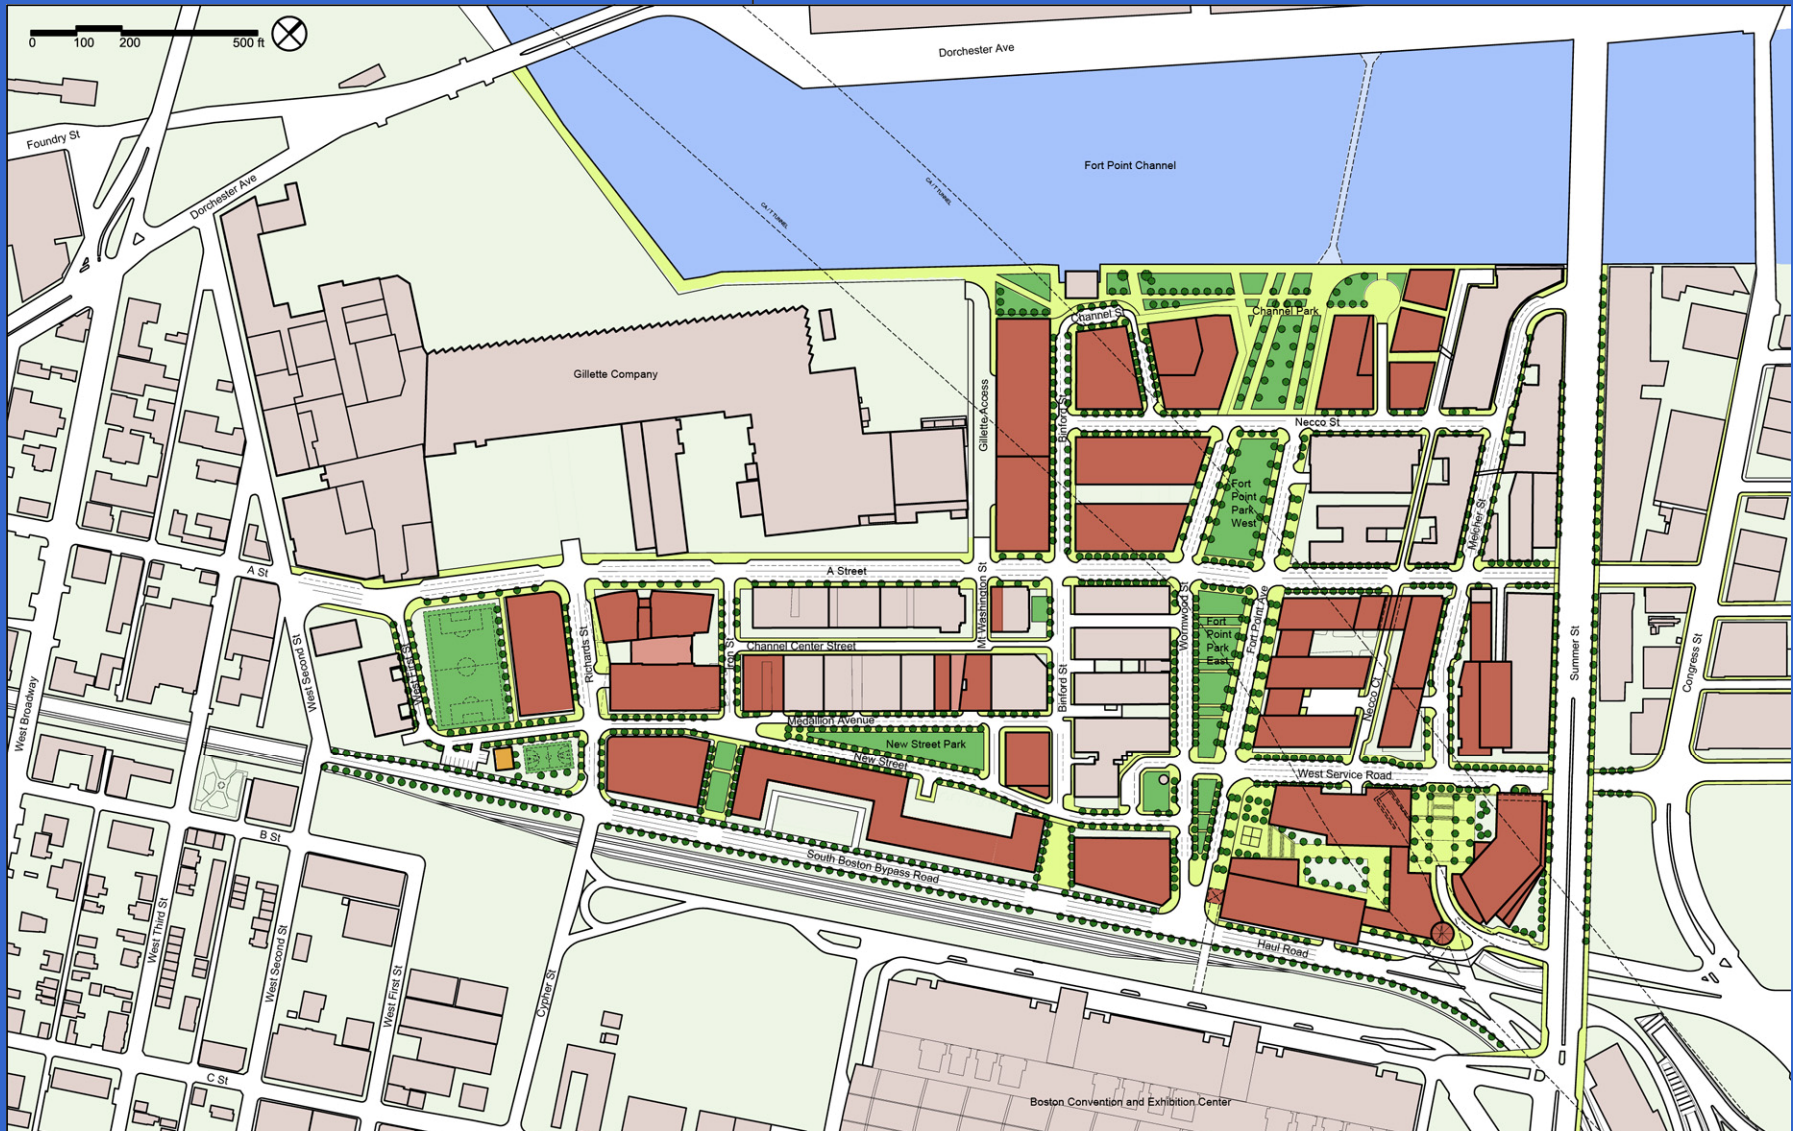 0 100 200 500 ft
Dorchester Ave
Foundry St
Dorchester Ave
Fort Point Channel
CA/T TUNNEL
CA/T TUNNEL
Channel St
Channel Park
Gillette Company
Gillette Access
Binford St
Necco St
Fort
Point
Park
West
Melcher St
A St
A Street
Mt Washington St
Wormwood St
Fort Point Ave
Fort
Point
Park
East
Summer St
Congress St
West Broadway
West Second St
West First St
Richards St
Iron St
Channel Center Street
Binford St
Necco Ct
Medallion Avenue
New Street Park
New Street
West Service Road
B St
South Boston Bypass Road
West Third St
West Second St
West First St
Cypher St
Haul Road
C St
Boston Convention and Exhibition Center